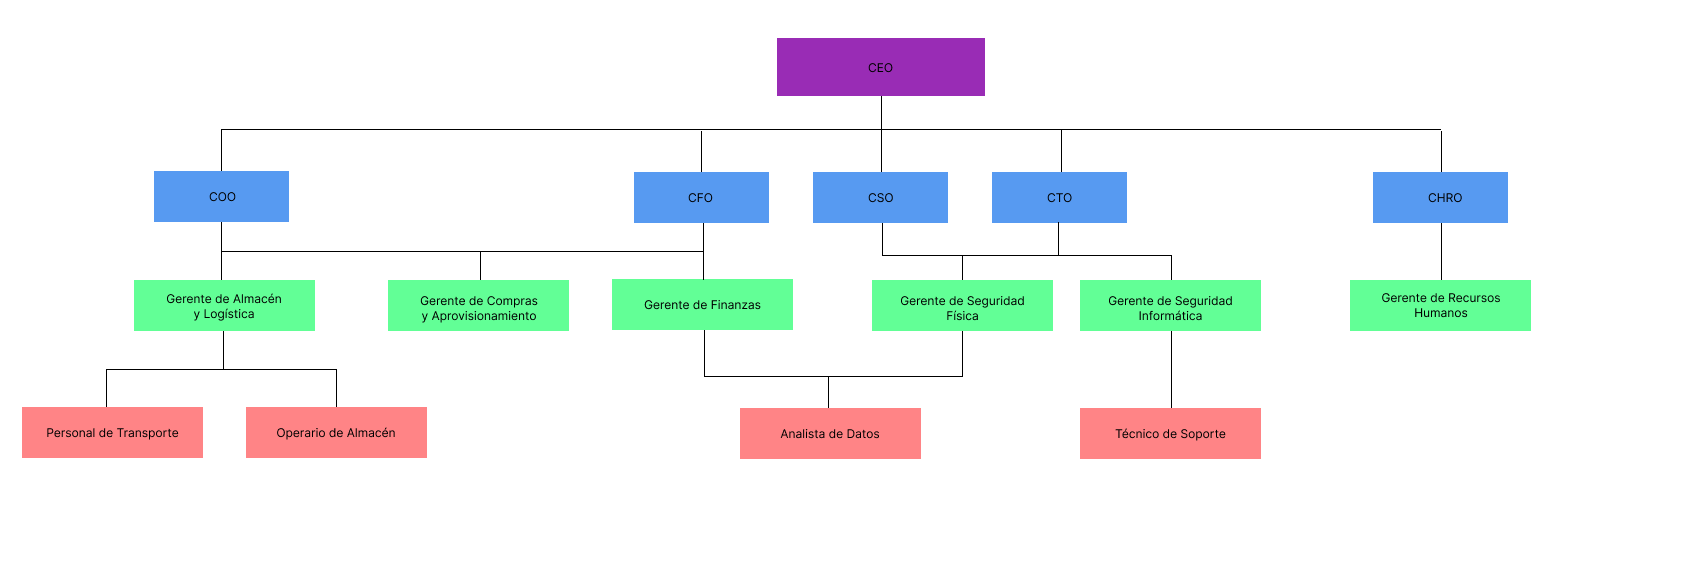 CEO
COO
CFO
CSO
CTO
CHRO
Gerente de Almacén
y Logística
Gerente de Compras
y Aprovisionamiento
Gerente de Finanzas
Gerente de Seguridad
Física
Gerente de Seguridad
Informática
Gerente de Recursos
Humanos
Personal de Transporte
Operario de Almacén
Analista de Datos
Técnico de Soporte